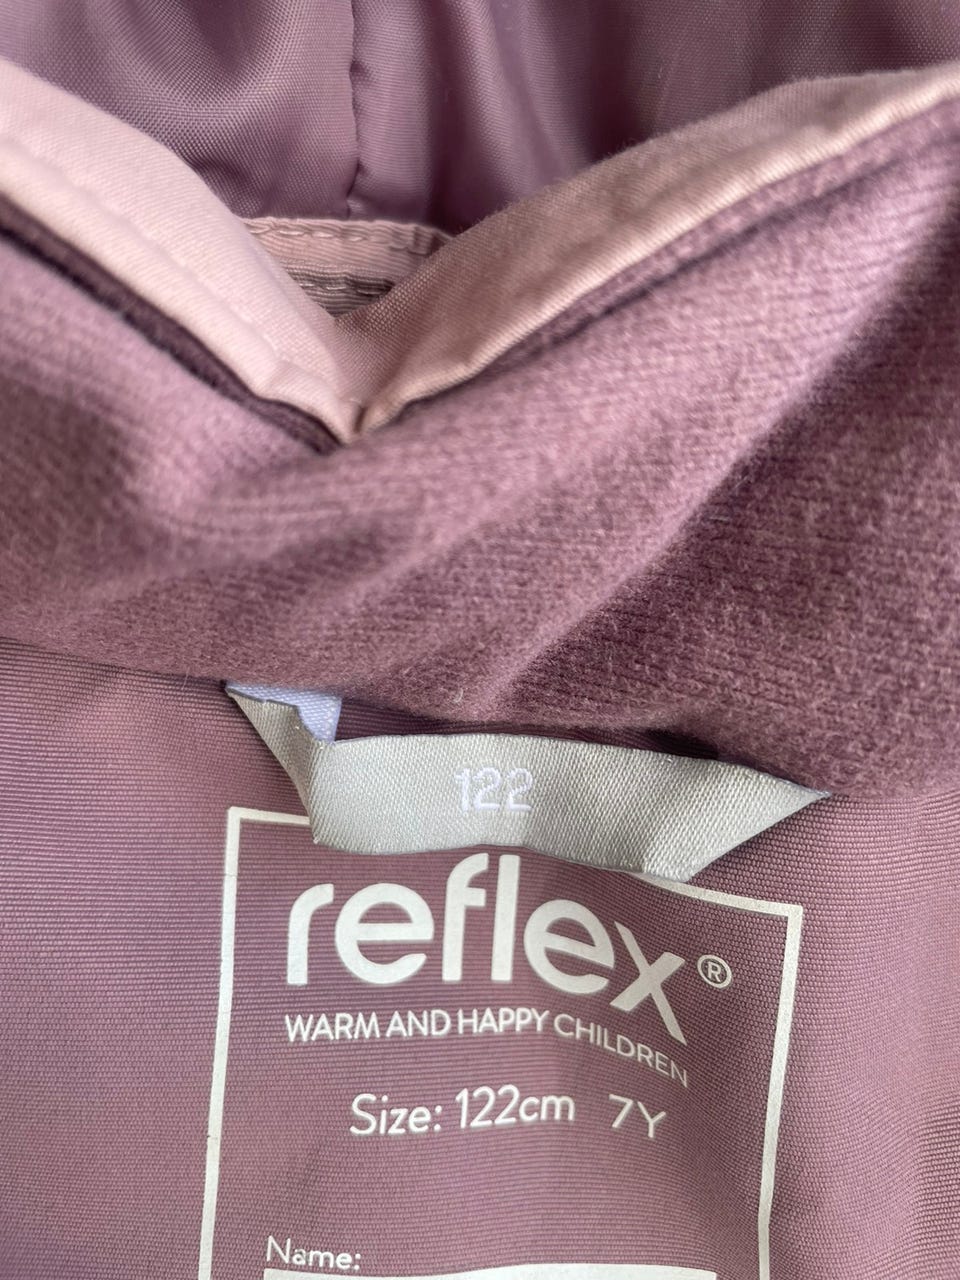 122
reflex®
WARM AND HAPPY CHILDREN
Size: 122cm 7Y
Name: